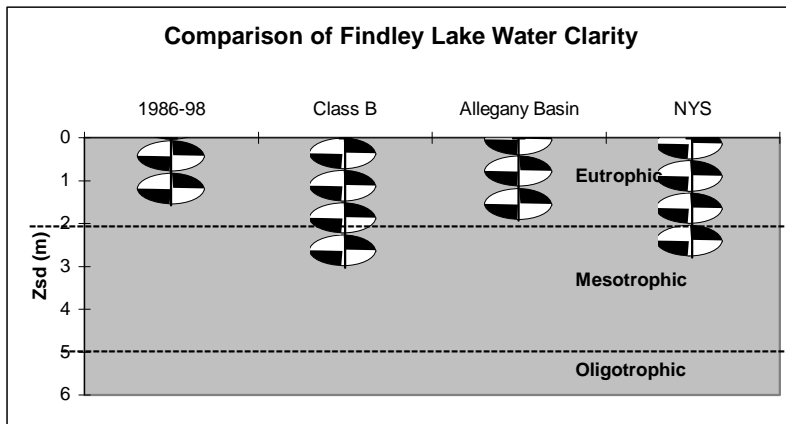 Comparison of Findley Lake Water Clarity
1986-98 Class B Allegany Basin NYS
Zsd (m)
0
1
2
3
4
5
6
Eutrophic
Mesotrophic
Oligotrophic